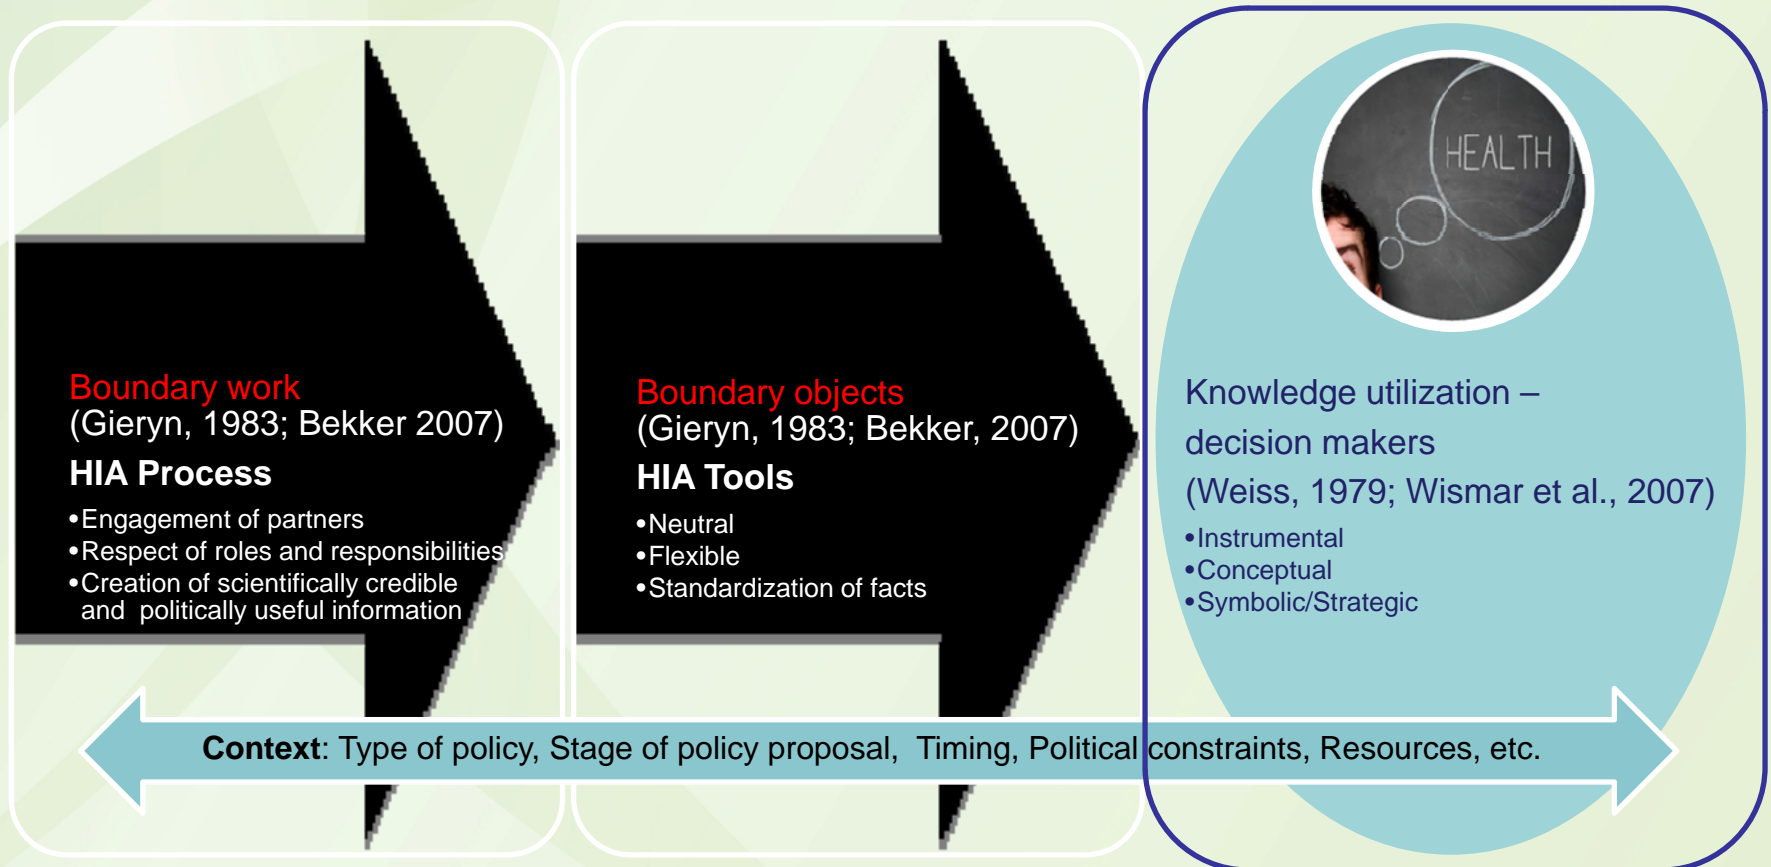 Boundary work
(Gieryn, 1983; Bekker 2007)
HIA Process
•Engagement of partners
•Respect of roles and responsibilities
•Creation of scientifically credible
and politically useful information
Boundary objects
(Gieryn, 1983; Bekker, 2007)
HIA Tools
•Neutral
•Flexible
•Standardization of facts
HEALTH
Knowledge utilization –
decision makers
(Weiss, 1979; Wismar et al., 2007)
•Instrumental
•Conceptual
•Symbolic/Strategic
Context: Type of policy, Stage of policy proposal, Timing, Political constraints, Resources, etc.